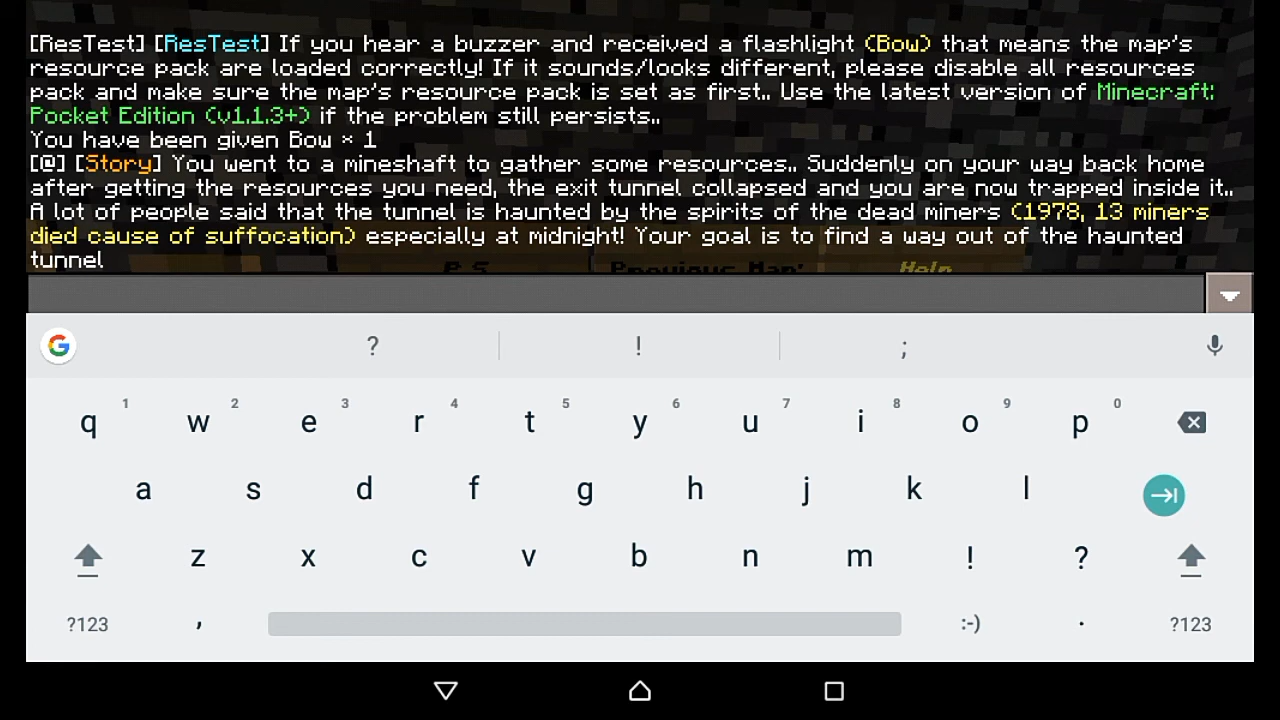 [ResTest] [ResTest] If you hear a buzzer and received a flashlight (Bow) that means the map's
resource pack are loaded correctly! If it sounds/looks different, please disable all resources
pack and make sure the map's resource pack is set as first.. Use the latest version of Minecraft:
Pocket Edition (v1.1.3+) if the problem still persists..
You have been given Bow * 1
[@] [Story] You went to a mineshaft to gather some resources.. Suddenly on your way back home
after getting the resources you need, the exit tunnel collapsed and you are now trapped inside it..
A lot of people said that the tunnel is haunted by the spirits of the dead miners (1978, 13 miners
died cause of suffocation) especially at midnight! Your goal is to find a way out of the haunted
tunnel
P.S Previous Map: Help
? ! ;
1 2 3 4 5 6 7 8 9 0
q w e r t y u i o p
a s d f g h j k l
z x c v b n m ! ?
?123 , :-) . ?123